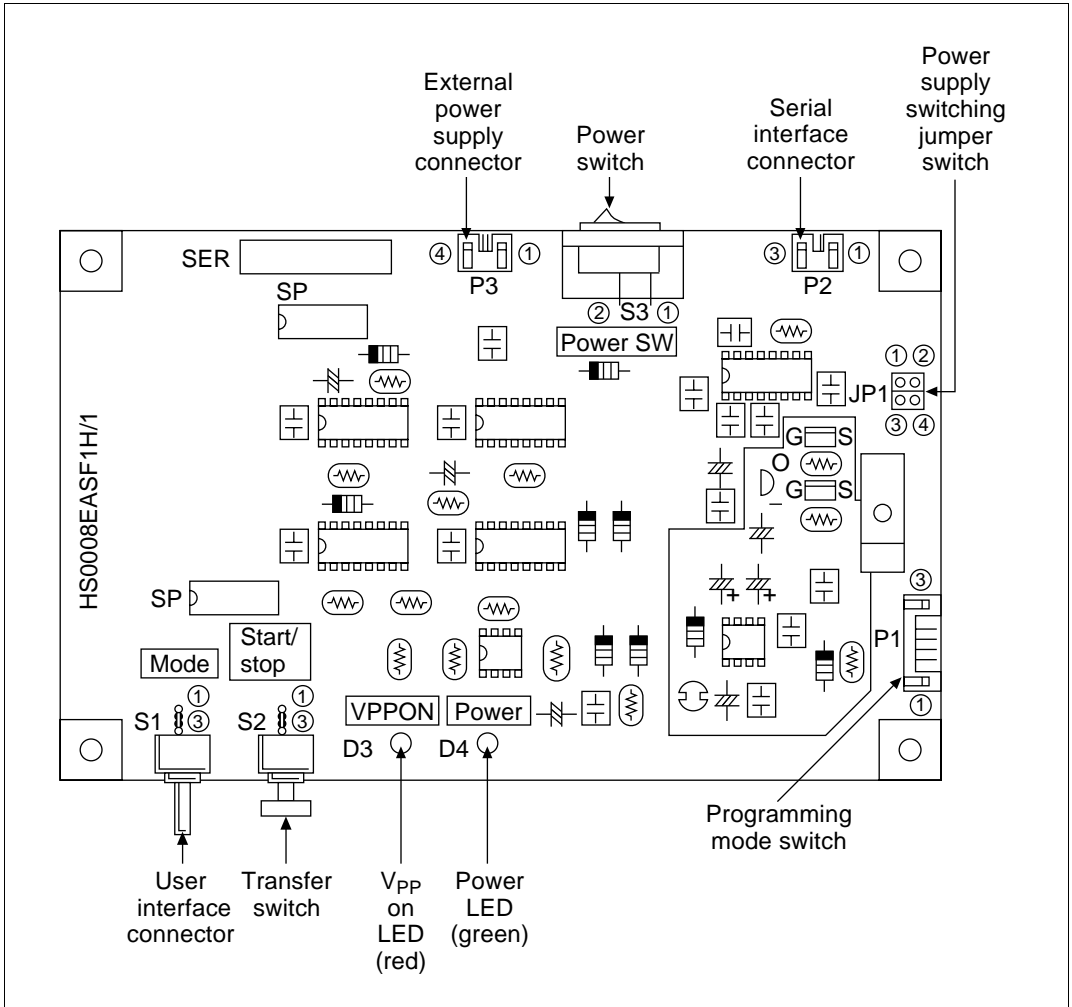 External
power
supply
connector
Power
switch
Serial
interface
connector
Power
supply
switching
jumper
switch
SER
④
①
P3
③
①
P2
SP
② S3 ①
Power SW
① ②
JP1
③ ④
G S
O
G S
–
HS0008EASF1H/1
+ +
SP
③
P1
①
Mode
Start/
stop
①
S1 ③
①
S2 ③
VPPON
Power
D3
D4
Programming
mode switch
User
interface
connector
Transfer
switch
VPP
on
LED
(red)
Power
LED
(green)